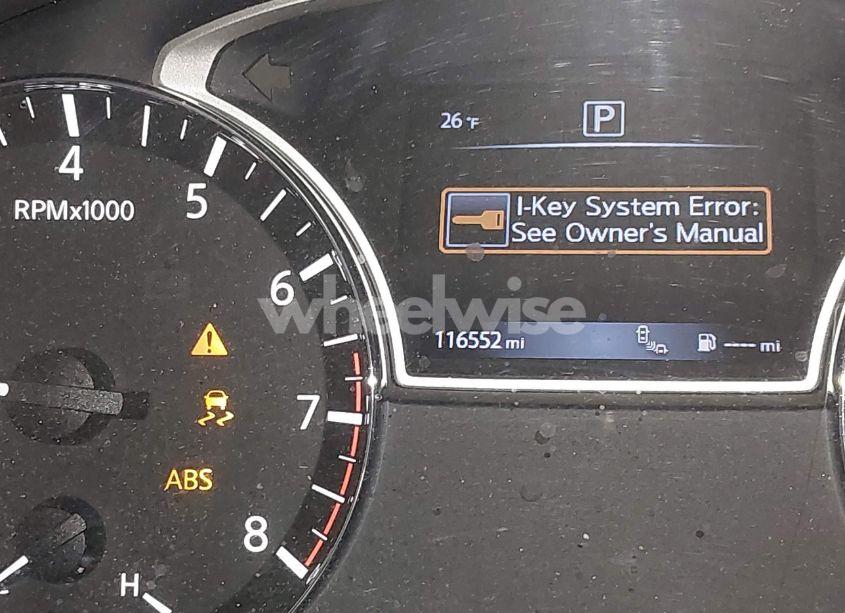 4
5
RPMx1000
6
7
8
H
ABS
26 °F
P
I-Key System Error:
See Owner's Manual
116552 mi
---- mi
wheelwise